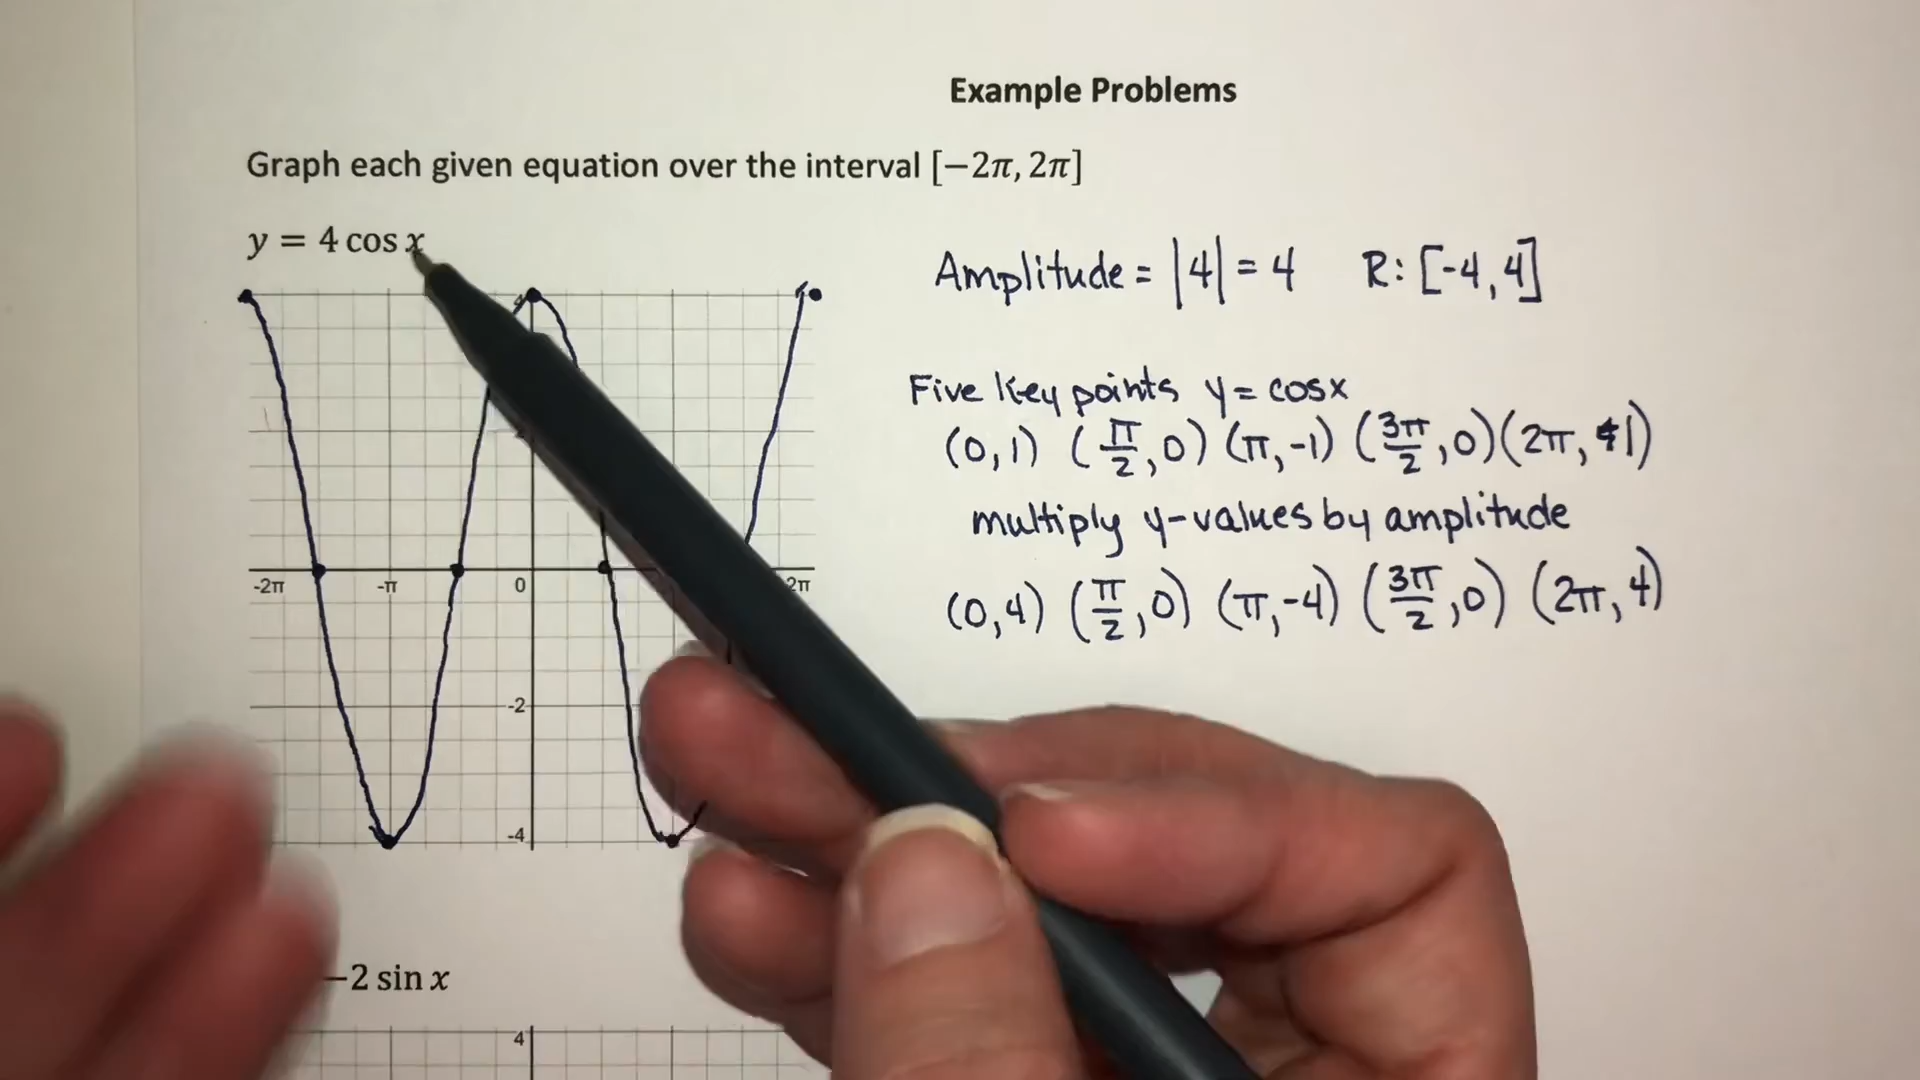 Example Problems
Graph each given equation over the interval [−2π, 2π]
y = 4 cos x
Amplitude = |4| = 4 R: [-4, 4]
4
Five key points y = cosx
(0, 1) (π/2, 0) (π, -1) (3π/2, 0) (2π, 1)
multiply y-values by amplitude
-2π -π 0 2π
(0, 4) (π/2, 0) (π, -4) (3π/2, 0) (2π, 4)
-2
-4
−2 sin x
4